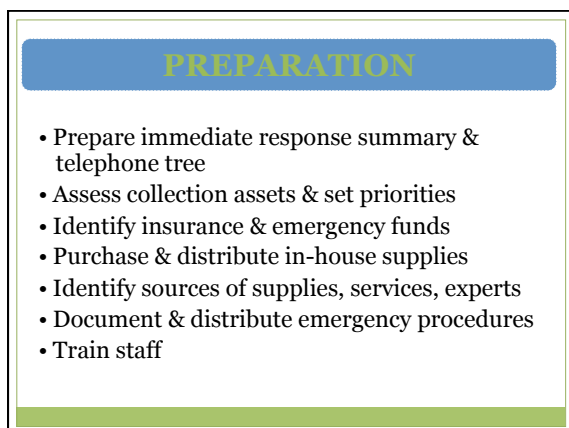 PREPARATION
• Prepare immediate response summary &
telephone tree
• Assess collection assets & set priorities
• Identify insurance & emergency funds
• Purchase & distribute in-house supplies
• Identify sources of supplies, services, experts
• Document & distribute emergency procedures
• Train staff